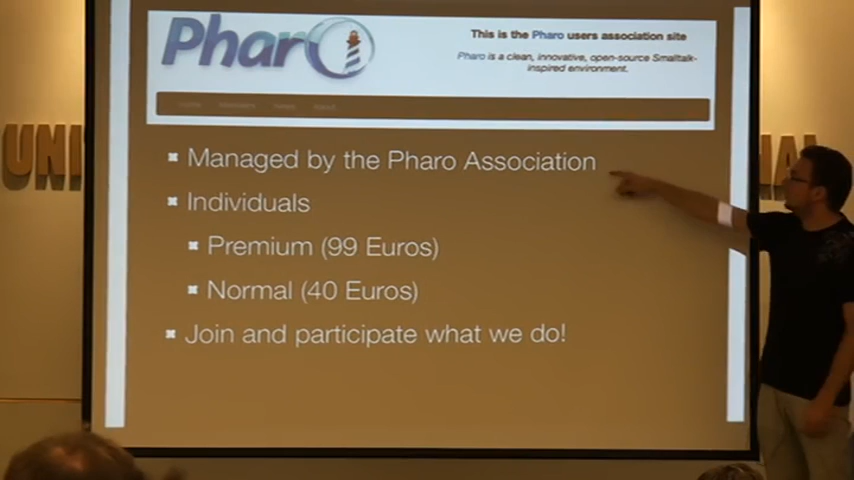 Pharo
This is the Pharo users association site
Pharo is a clean, innovative, open-source Smalltalk-
inspired environment.
UNI
Managed by the Pharo Association
Individuals
Premium (99 Euros)
Normal (40 Euros)
Join and participate what we do!